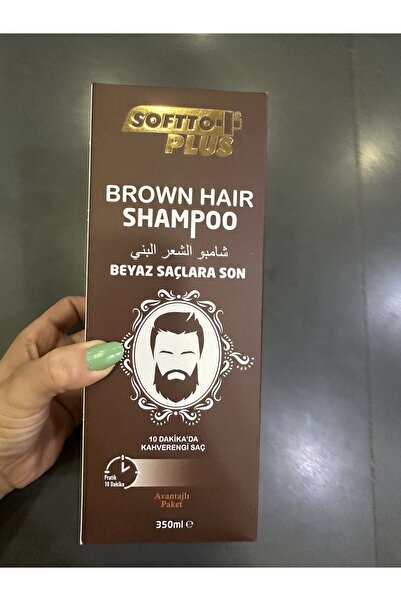 SOFTTO
PLUS
BROWN HAIR
SHAMPOO
شامبو الشعر البني
BEYAZ SAÇLARA SON
10 DAKİKA'DA
KAHVERENGİ SAÇ
Pratik
10 Dakika
Avantajlı
Paket
350ml ℮